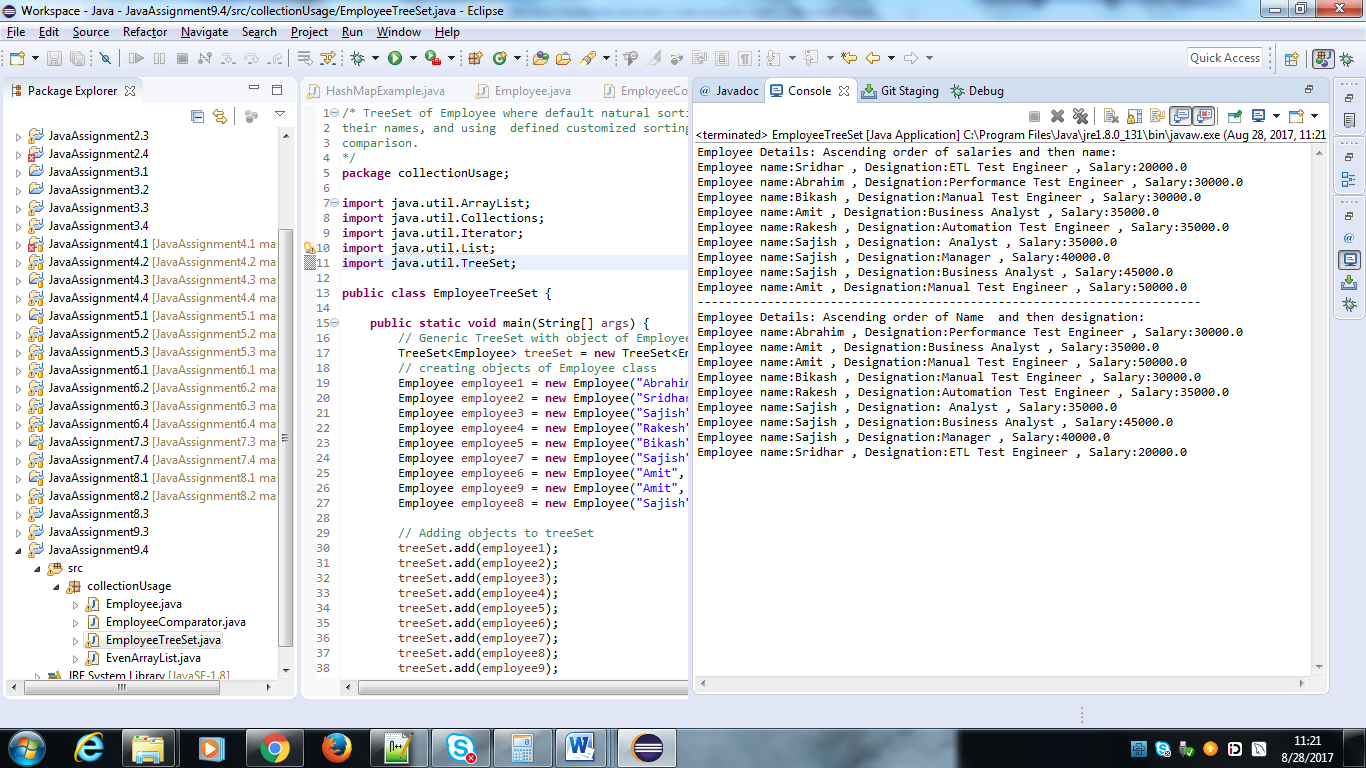 Workspace - Java - JavaAssignment9.4/src/collectionUsage/EmployeeTreeSet.java - Eclipse
File Edit Source Refactor Navigate Search Project Run Window Help
Quick Access
Package Explorer
JavaAssignment2.3
JavaAssignment2.4
JavaAssignment3.1
JavaAssignment3.2
JavaAssignment3.3
JavaAssignment3.4
JavaAssignment4.1 [JavaAssignment4.1 mas
JavaAssignment4.2 [JavaAssignment4.2 mas
JavaAssignment4.3 [JavaAssignment4.3 mas
JavaAssignment4.4 [JavaAssignment4.4 mas
JavaAssignment5.1 [JavaAssignment5.1 mas
JavaAssignment5.2 [JavaAssignment5.2 mas
JavaAssignment5.3 [JavaAssignment5.3 mas
JavaAssignment6.1 [JavaAssignment6.1 mas
JavaAssignment6.2 [JavaAssignment6.2 mas
JavaAssignment6.3 [JavaAssignment6.3 mas
JavaAssignment6.4 [JavaAssignment6.4 mas
JavaAssignment7.3 [JavaAssignment7.3 mas
JavaAssignment7.4 [JavaAssignment7.4 mas
JavaAssignment8.1 [JavaAssignment8.1 mas
JavaAssignment8.2 [JavaAssignment8.2 mas
JavaAssignment8.3
JavaAssignment9.3
JavaAssignment9.4
src
collectionUsage
Employee.java
EmployeeComparator.java
EmployeeTreeSet.java
EvenArrayList.java
JRE System Library [JavaSE-1.8]
HashMapExample.java Employee.java EmployeeCo
1 /* TreeSet of Employee where default natural sorti
2 their names, and using  defined customized sorting
3 comparison.
4 */
5 package collectionUsage;
6
7 import java.util.ArrayList;
8 import java.util.Collections;
9 import java.util.Iterator;
10 import java.util.List;
11 import java.util.TreeSet;
12
13 public class EmployeeTreeSet {
14
15 public static void main(String[] args) {
16 // Generic TreeSet with object of Employee
17 TreeSet<Employee> treeSet = new TreeSet<Em
18 // creating objects of Employee class
19 Employee employee1 = new Employee("Abrahim
20 Employee employee2 = new Employee("Sridhar
21 Employee employee3 = new Employee("Sajish"
22 Employee employee4 = new Employee("Rakesh"
23 Employee employee5 = new Employee("Bikash"
24 Employee employee7 = new Employee("Sajish"
25 Employee employee6 = new Employee("Amit",
26 Employee employee9 = new Employee("Amit",
27 Employee employee8 = new Employee("Sajish"
28
29 // Adding objects to treeSet
30 treeSet.add(employee1);
31 treeSet.add(employee2);
32 treeSet.add(employee3);
33 treeSet.add(employee4);
34 treeSet.add(employee5);
35 treeSet.add(employee6);
36 treeSet.add(employee7);
37 treeSet.add(employee8);
38 treeSet.add(employee9);
Javadoc Console Git Staging Debug
<terminated> EmployeeTreeSet [Java Application] C:\Program Files\Java\jre1.8.0_131\bin\javaw.exe (Aug 28, 2017, 11:21
Employee Details: Ascending order of salaries and then name:
Employee name:Sridhar , Designation:ETL Test Engineer , Salary:20000.0
Employee name:Abrahim , Designation:Performance Test Engineer , Salary:30000.0
Employee name:Bikash , Designation:Manual Test Engineer , Salary:30000.0
Employee name:Amit , Designation:Business Analyst , Salary:35000.0
Employee name:Rakesh , Designation:Automation Test Engineer , Salary:35000.0
Employee name:Sajish , Designation: Analyst , Salary:35000.0
Employee name:Sajish , Designation:Manager , Salary:40000.0
Employee name:Sajish , Designation:Business Analyst , Salary:45000.0
Employee name:Amit , Designation:Manual Test Engineer , Salary:50000.0
------------------------------------------------------------------------
Employee Details: Ascending order of Name  and then designation:
Employee name:Abrahim , Designation:Performance Test Engineer , Salary:30000.0
Employee name:Amit , Designation:Business Analyst , Salary:35000.0
Employee name:Amit , Designation:Manual Test Engineer , Salary:50000.0
Employee name:Bikash , Designation:Manual Test Engineer , Salary:30000.0
Employee name:Rakesh , Designation:Automation Test Engineer , Salary:35000.0
Employee name:Sajish , Designation: Analyst , Salary:35000.0
Employee name:Sajish , Designation:Business Analyst , Salary:45000.0
Employee name:Sajish , Designation:Manager , Salary:40000.0
Employee name:Sridhar , Designation:ETL Test Engineer , Salary:20000.0
11:21
8/28/2017